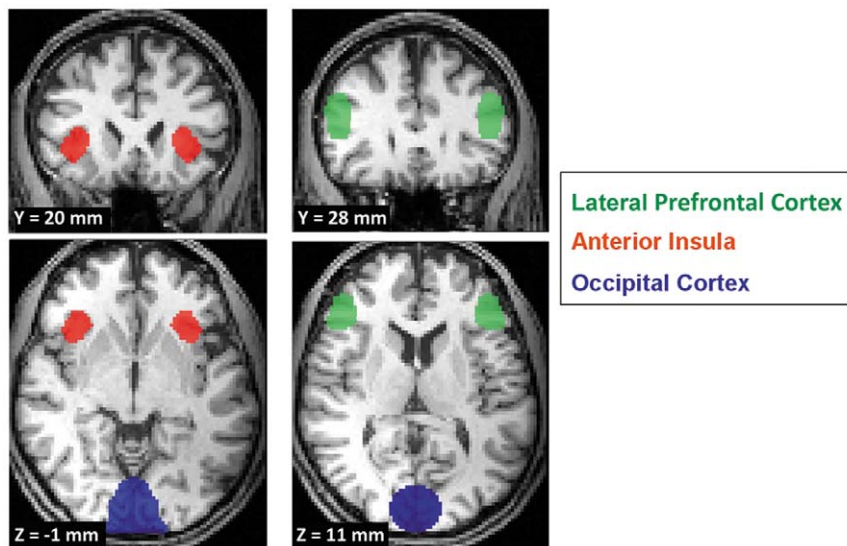 Y = 20 mm
Y = 28 mm
Lateral Prefrontal Cortex
Anterior Insula
Occipital Cortex
Z = -1 mm
Z = 11 mm